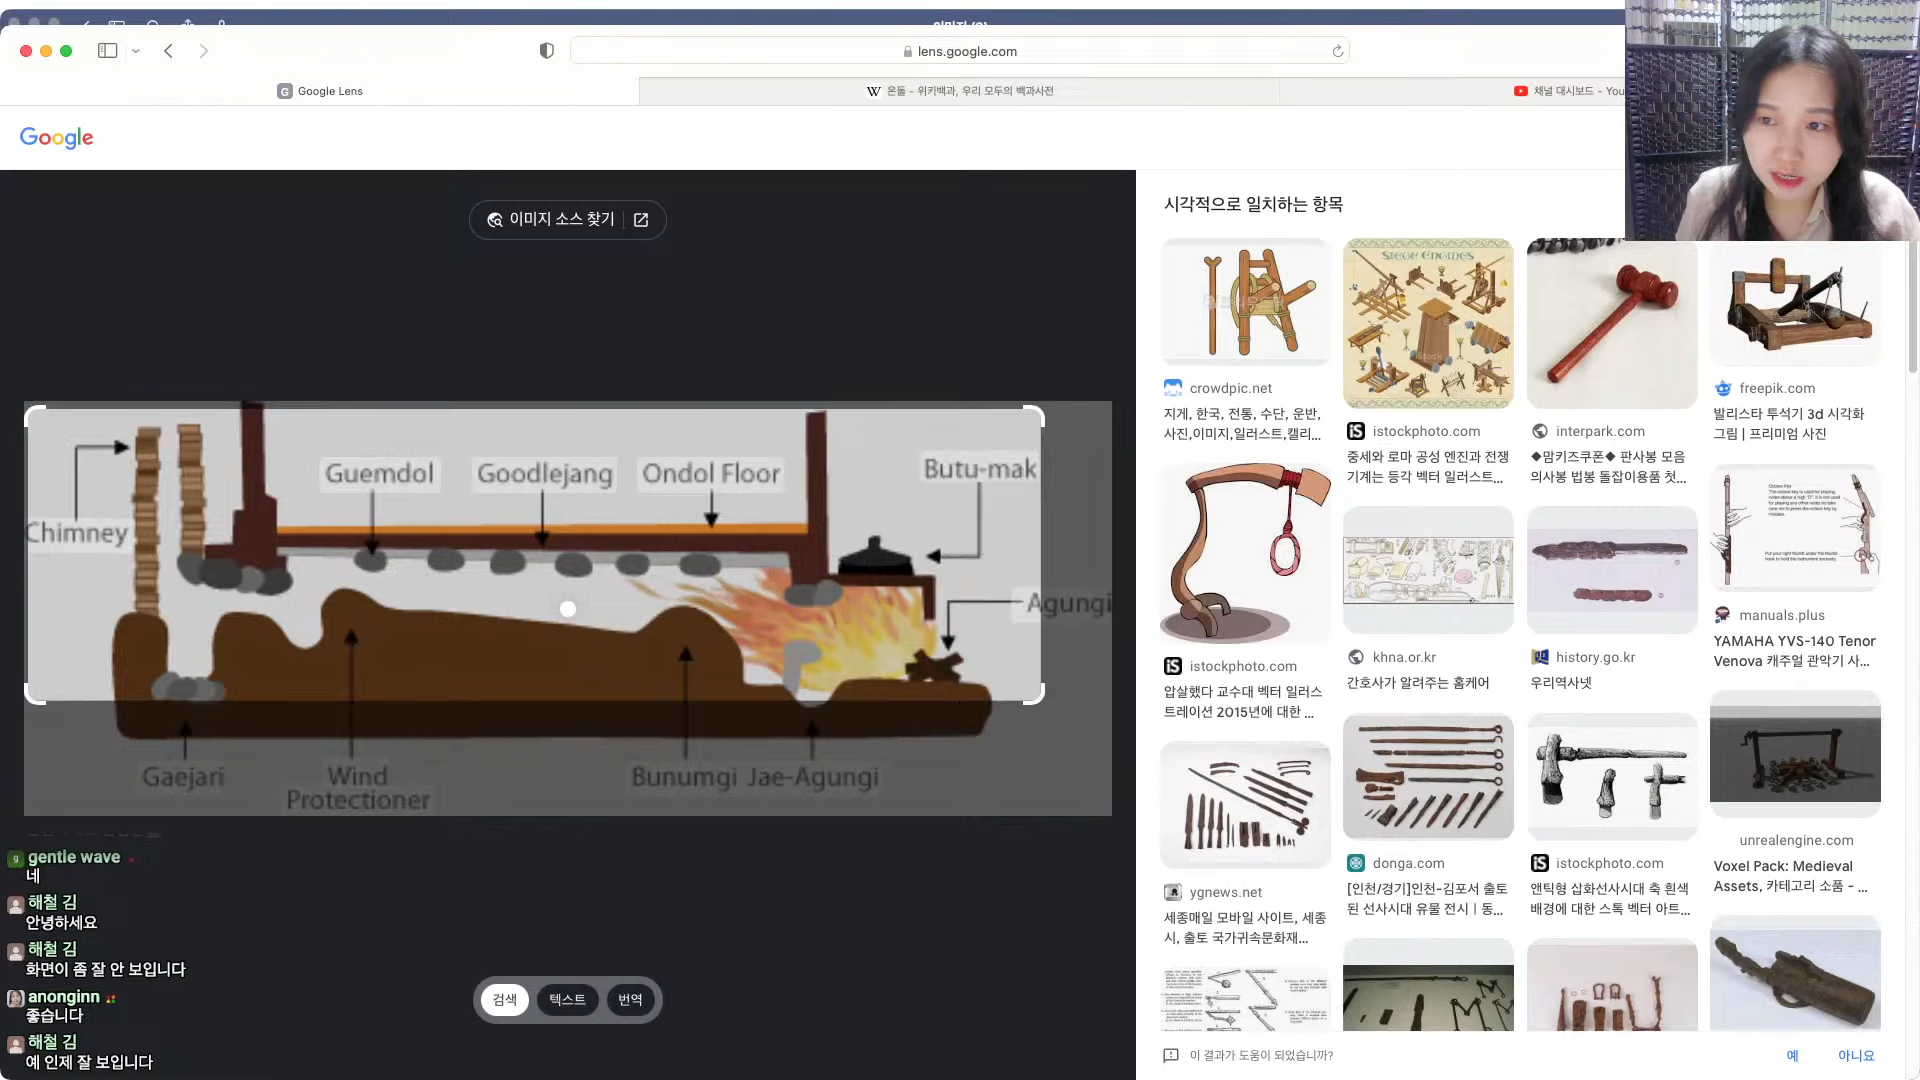 lens.google.com
Google Lens
온돌 - 위키백과, 우리 모두의 백과사전
채널 대시보드 - You
Google
이미지 소스 찾기
Guemdol
Goodlejang
Ondol Floor
Butu-mak
Chimney
Agungi
Gaejari
Wind
Protectioner
Bunumgi
Jae-Agungi
gentle wave
네
해철 김
안녕하세요
해철 김
화면이 좀 잘 안 보입니다
anonginn
좋습니다
해철 김
예 인제 잘 보입니다
검색
텍스트
번역
시각적으로 일치하는 항목
crowdpic.net
지게, 한국, 전통, 수단, 운반,
사진,이미지,일러스트,캘리...
SIEGE ENGINES
istockphoto.com
중세와 로마 공성 엔진과 전쟁
기계는 등각 벡터 일러스트...
interpark.com
◆맘키즈쿠폰◆ 판사봉 모음
의사봉 법봉 돌잡이용품 첫...
freepik.com
발리스타 투석기 3d 시각화
그림 | 프리미엄 사진
istockphoto.com
압살했다 교수대 벡터 일러스
트레이션 2015년에 대한 ...
khna.or.kr
간호사가 알려주는 홈케어
history.go.kr
우리역사넷
Octave Key
manuals.plus
YAMAHA YVS-140 Tenor
Venova 캐주얼 관악기 사...
ygnews.net
세종매일 모바일 사이트, 세종
시, 출토 국가귀속문화재...
donga.com
[인천/경기]인천-김포서 출토
된 선사시대 유물 전시 | 동...
istockphoto.com
앤틱형 삽화선사시대 축 흰색
배경에 대한 스톡 벡터 아트...
unrealengine.com
Voxel Pack: Medieval
Assets, 카테고리 소품 - ...
이 결과가 도움이 되었습니까?
예
아니요